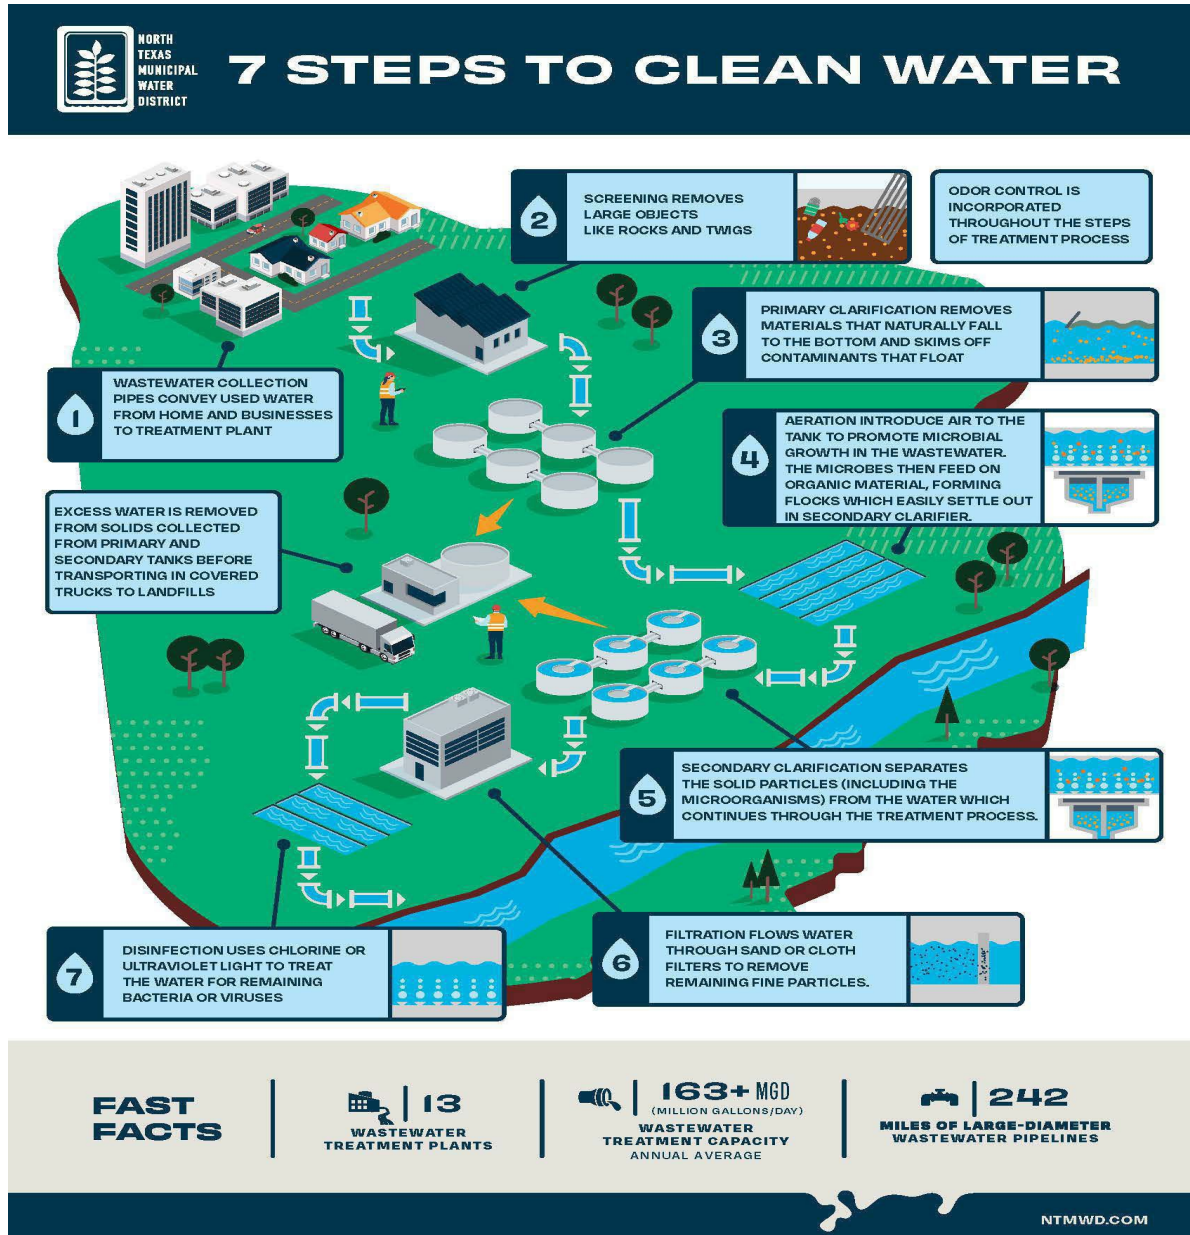 NORTH
TEXAS
MUNICIPAL
WATER
DISTRICT
7 STEPS TO CLEAN WATER
2
SCREENING REMOVES
LARGE OBJECTS
LIKE ROCKS AND TWIGS
ODOR CONTROL IS
INCORPORATED
THROUGHOUT THE STEPS
OF TREATMENT PROCESS
3
PRIMARY CLARIFICATION REMOVES
MATERIALS THAT NATURALLY FALL
TO THE BOTTOM AND SKIMS OFF
CONTAMINANTS THAT FLOAT
1
WASTEWATER COLLECTION
PIPES CONVEY USED WATER
FROM HOME AND BUSINESSES
TO TREATMENT PLANT
4
AERATION INTRODUCE AIR TO THE
TANK TO PROMOTE MICROBIAL
GROWTH IN THE WASTEWATER.
THE MICROBES THEN FEED ON
ORGANIC MATERIAL, FORMING
FLOCKS WHICH EASILY SETTLE OUT
IN SECONDARY CLARIFIER.
EXCESS WATER IS REMOVED
FROM SOLIDS COLLECTED
FROM PRIMARY AND
SECONDARY TANKS BEFORE
TRANSPORTING IN COVERED
TRUCKS TO LANDFILLS
5
SECONDARY CLARIFICATION SEPARATES
THE SOLID PARTICLES (INCLUDING THE
MICROORGANISMS) FROM THE WATER WHICH
CONTINUES THROUGH THE TREATMENT PROCESS.
6
FILTRATION FLOWS WATER
THROUGH SAND OR CLOTH
FILTERS TO REMOVE
REMAINING FINE PARTICLES.
7
DISINFECTION USES CHLORINE OR
ULTRAVIOLET LIGHT TO TREAT
THE WATER FOR REMAINING
BACTERIA OR VIRUSES
FAST
FACTS
13
WASTEWATER
TREATMENT PLANTS
163+ MGD
(MILLION GALLONS/DAY)
WASTEWATER
TREATMENT CAPACITY
ANNUAL AVERAGE
242
MILES OF LARGE-DIAMETER
WASTEWATER PIPELINES
NTMWD.COM